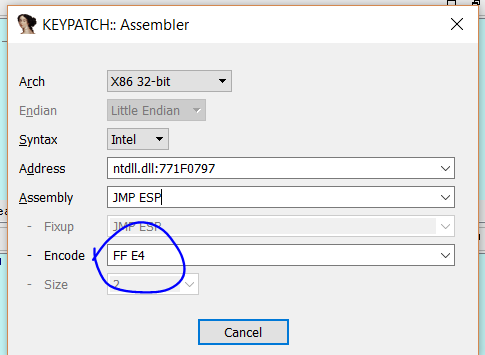 KEYPATCH:: Assembler
Arch X86 32-bit
Endian Little Endian
Syntax Intel
Address ntdll.dll:771F0797
Assembly JMP ESP
- Fixup JMP ESP
- Encode FF E4
- Size 2
Cancel